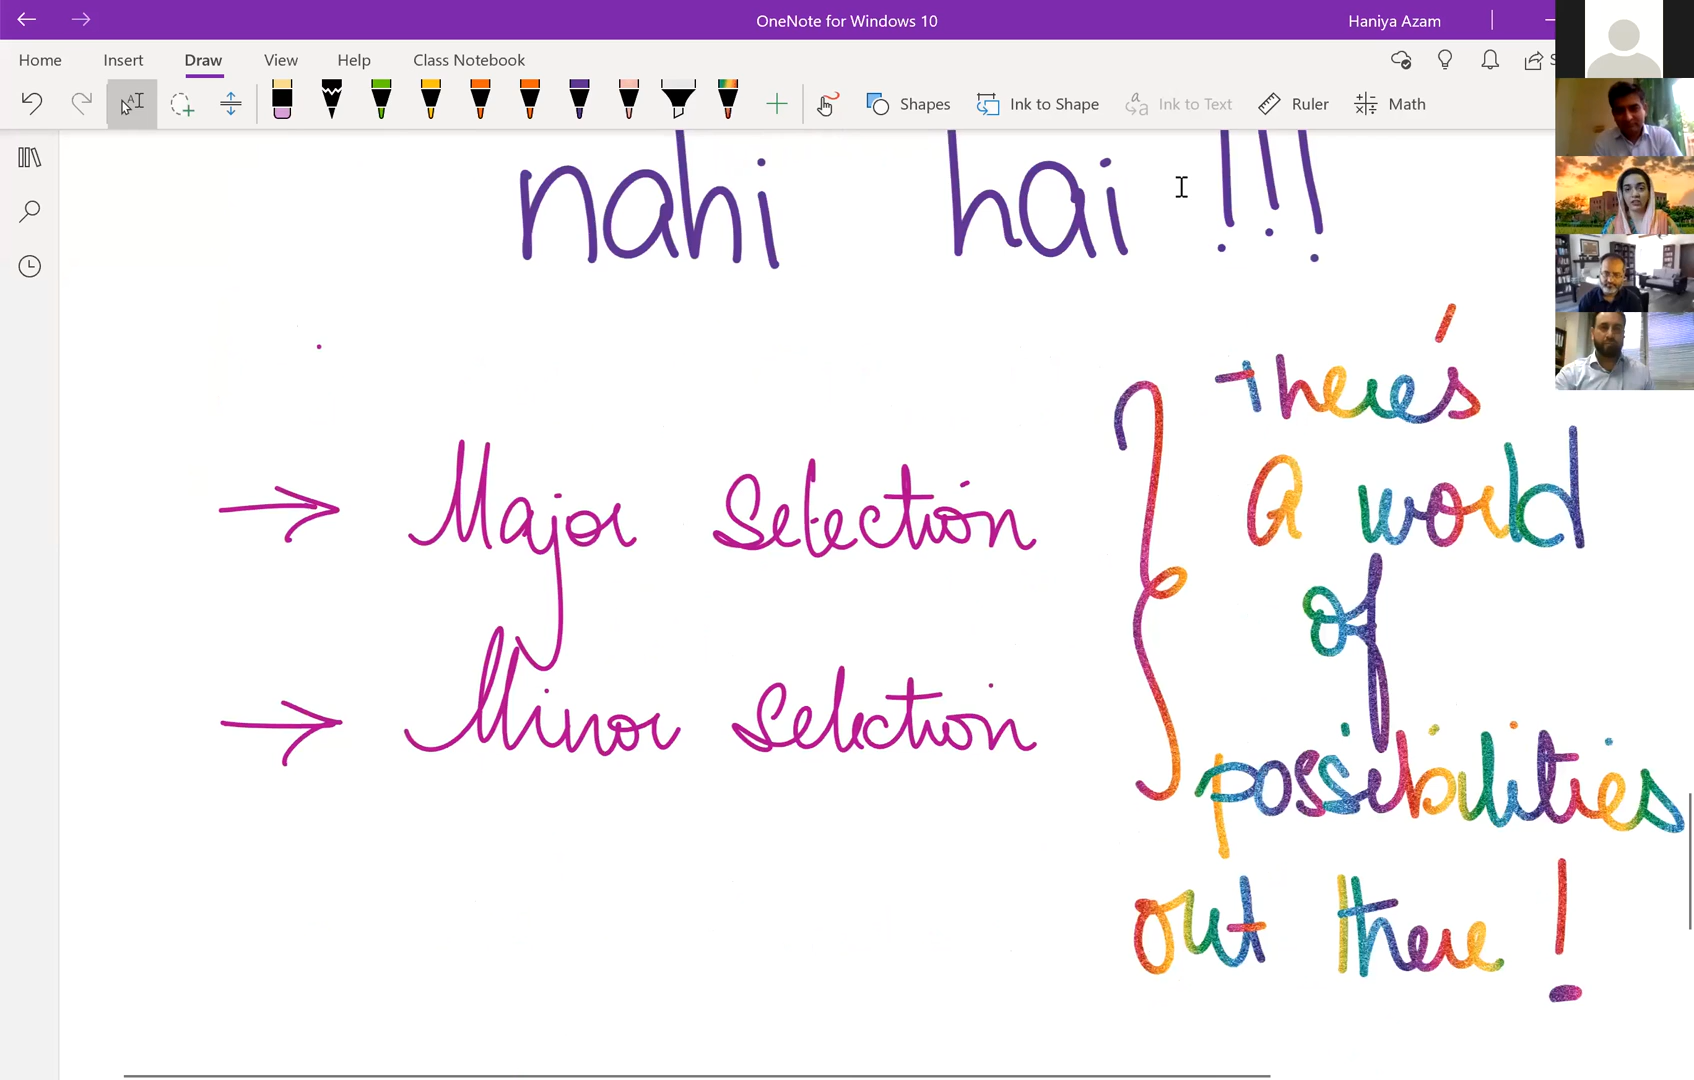 OneNote for Windows 10
Haniya Azam
Home Insert Draw View Help Class Notebook
Shapes Ink to Shape Ink to Text Ruler Math
nahi hai !!!
→ Major Selection
→ Minor Selection
There's
A world
of
possibilities
out there !